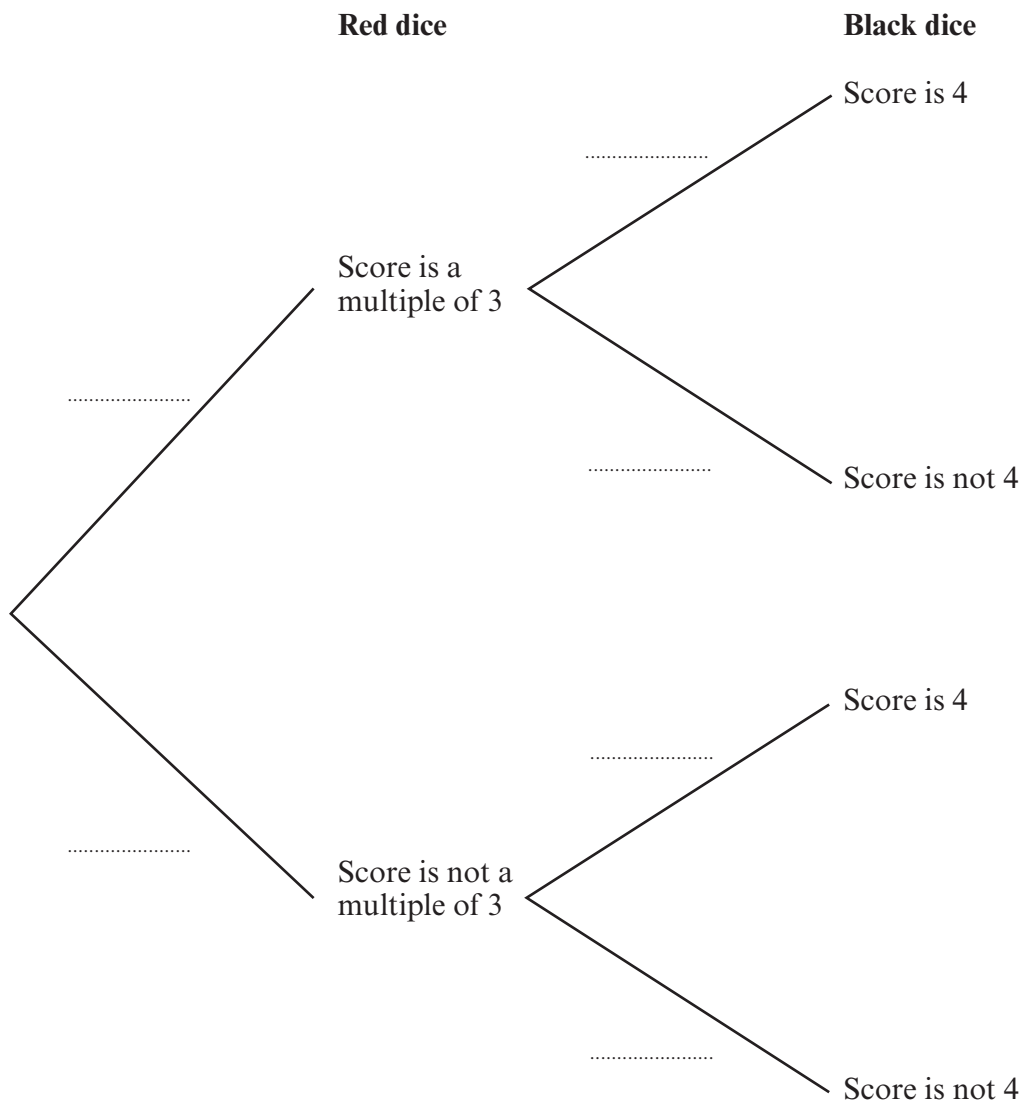 Red dice
Black dice
Score is 4
Score is a
multiple of 3
Score is not 4
Score is 4
Score is not a
multiple of 3
Score is not 4